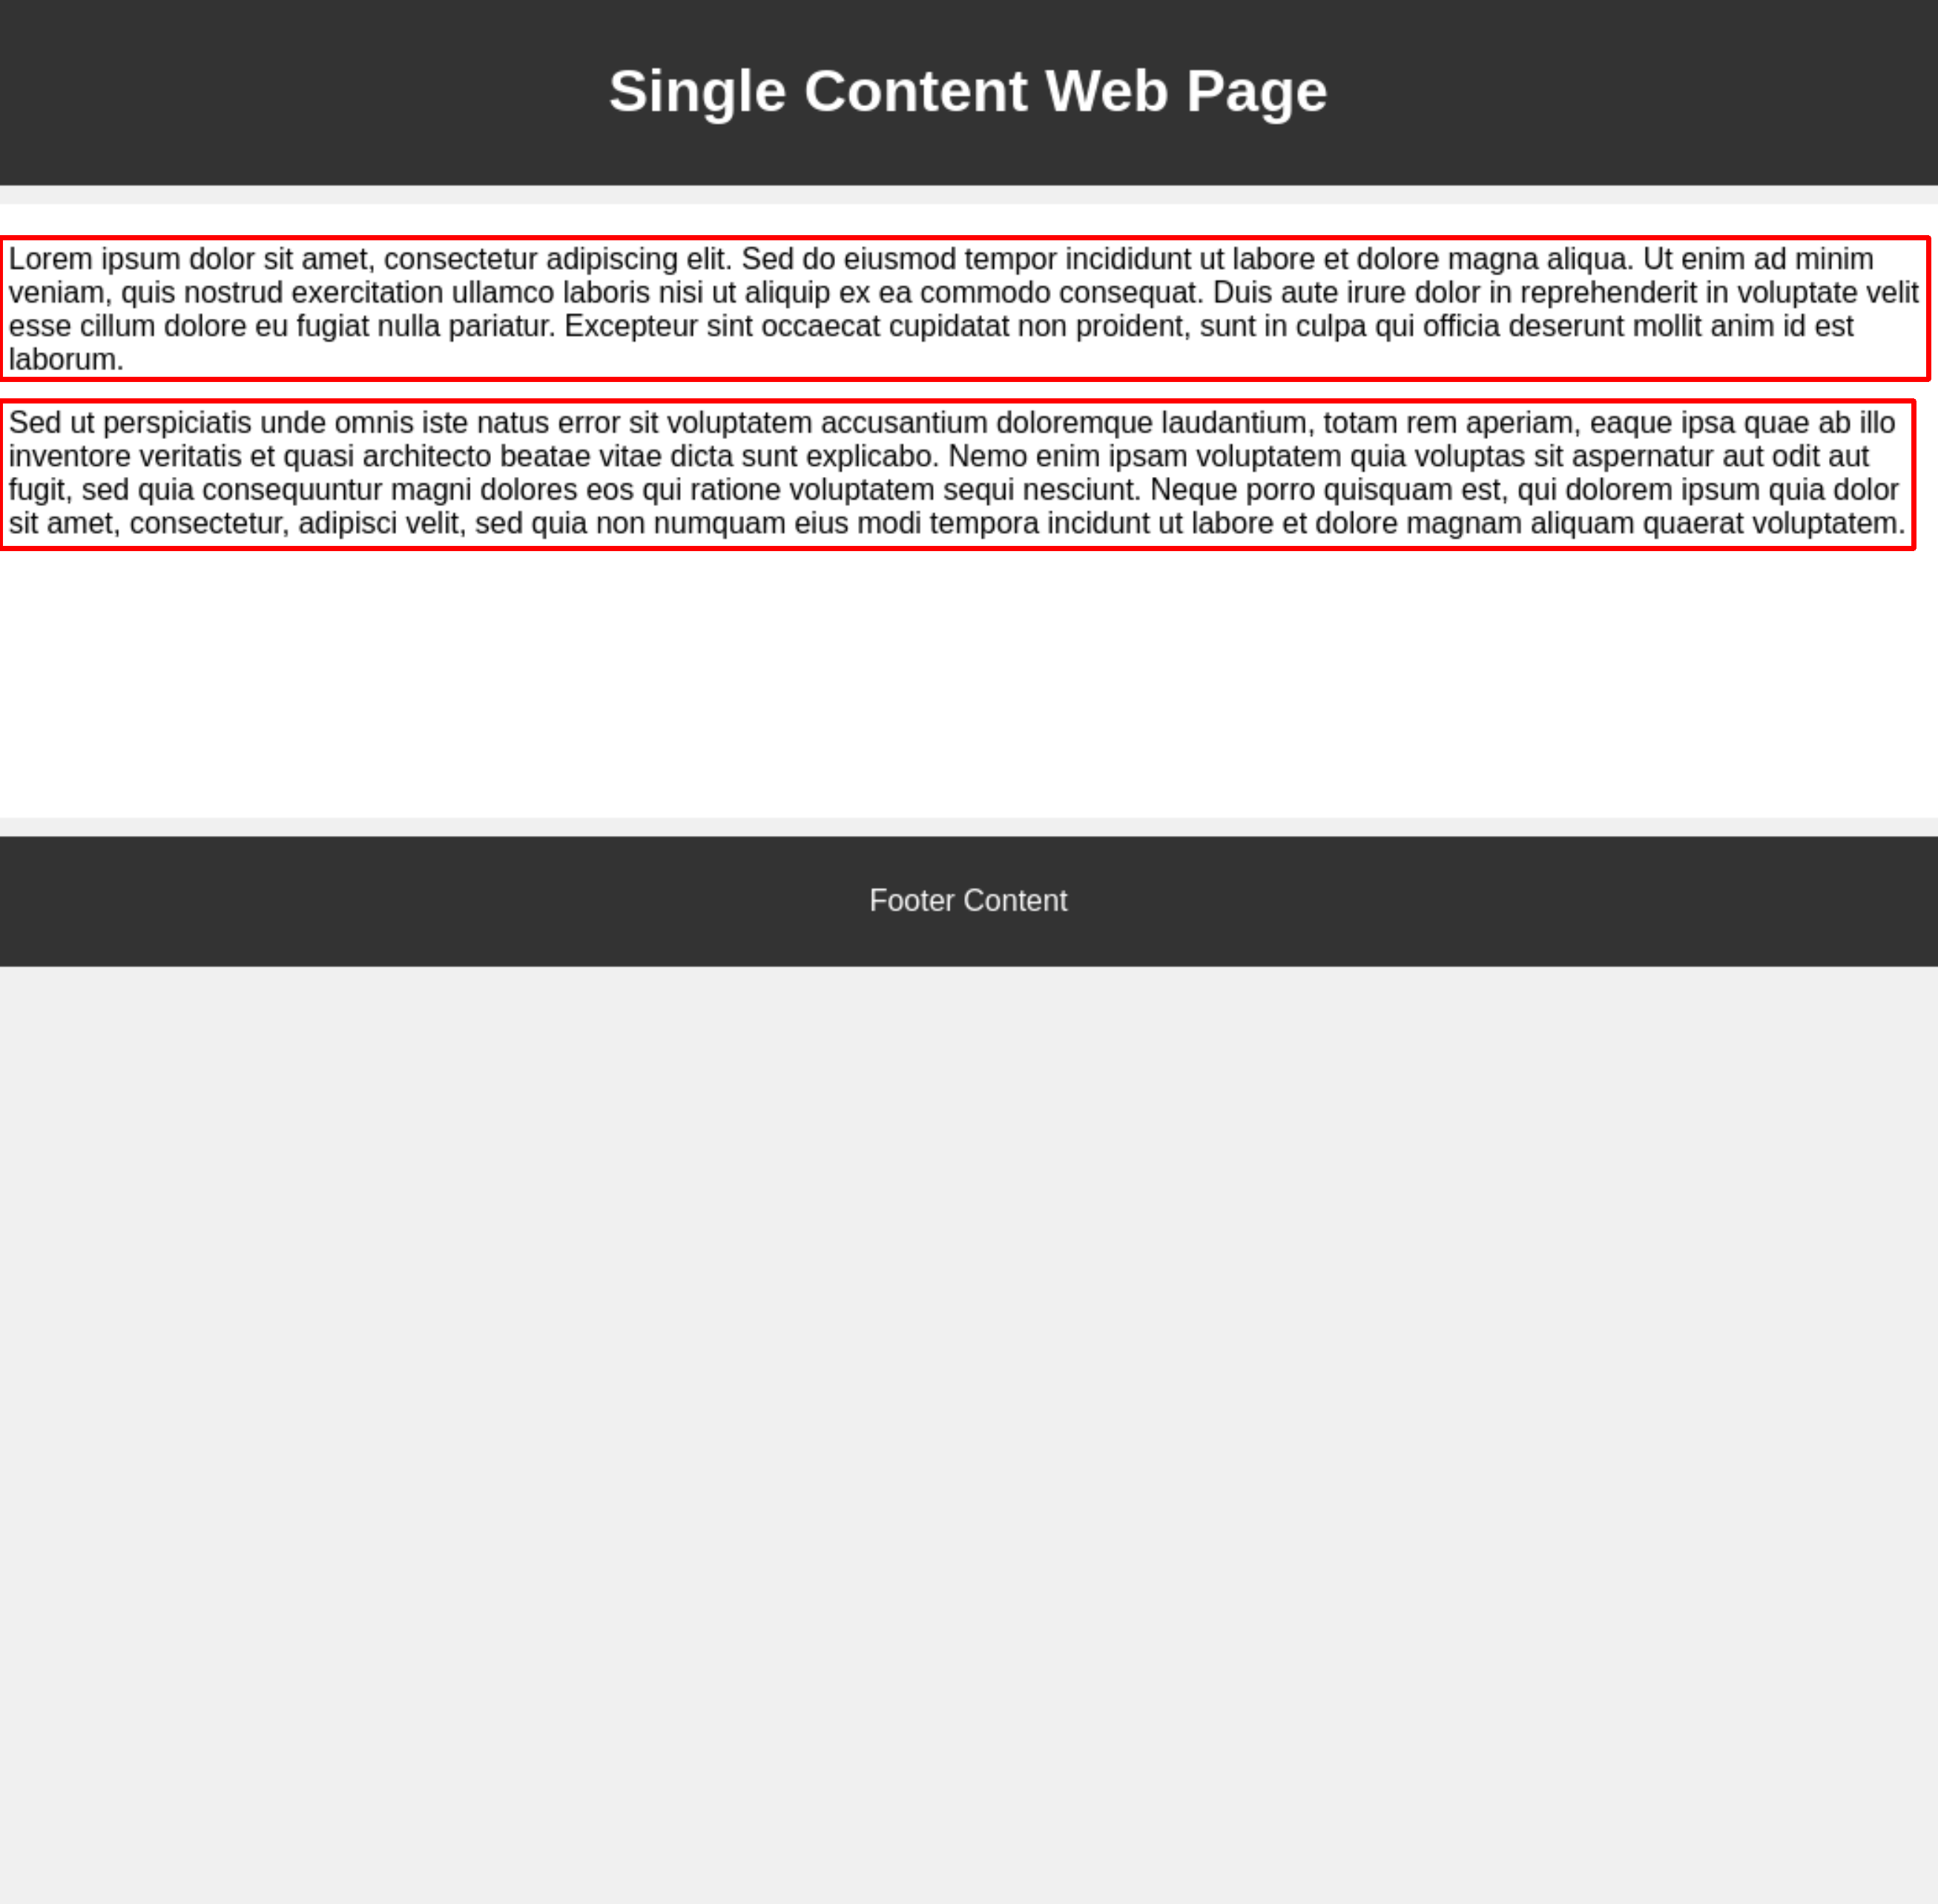 Single Content Web Page
Lorem ipsum dolor sit amet, consectetur adipiscing elit. Sed do eiusmod tempor incididunt ut labore et dolore magna aliqua. Ut enim ad minim
veniam, quis nostrud exercitation ullamco laboris nisi ut aliquip ex ea commodo consequat. Duis aute irure dolor in reprehenderit in voluptate velit
esse cillum dolore eu fugiat nulla pariatur. Excepteur sint occaecat cupidatat non proident, sunt in culpa qui officia deserunt mollit anim id est
laborum.
Sed ut perspiciatis unde omnis iste natus error sit voluptatem accusantium doloremque laudantium, totam rem aperiam, eaque ipsa quae ab illo
inventore veritatis et quasi architecto beatae vitae dicta sunt explicabo. Nemo enim ipsam voluptatem quia voluptas sit aspernatur aut odit aut
fugit, sed quia consequuntur magni dolores eos qui ratione voluptatem sequi nesciunt. Neque porro quisquam est, qui dolorem ipsum quia dolor
sit amet, consectetur, adipisci velit, sed quia non numquam eius modi tempora incidunt ut labore et dolore magnam aliquam quaerat voluptatem.
Footer Content